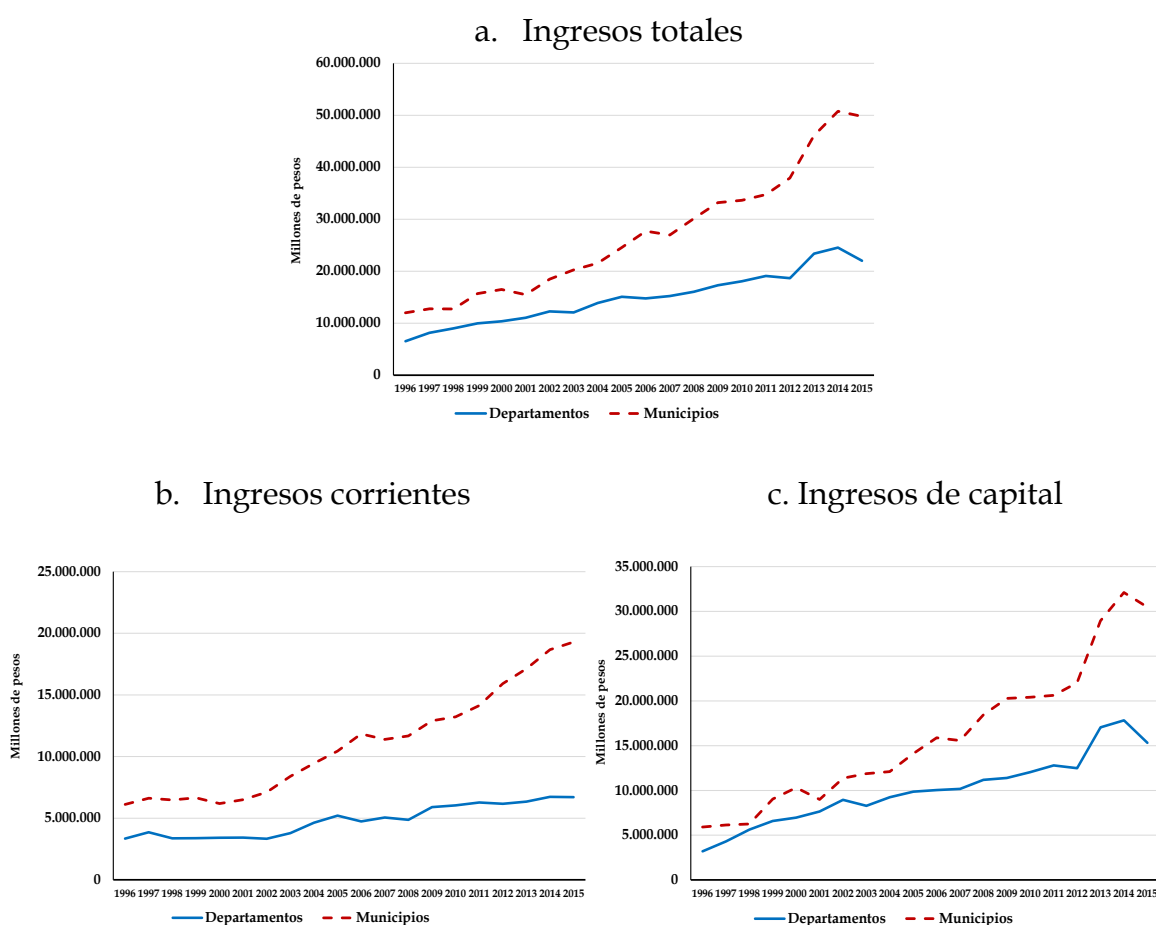 a. Ingresos totales
60.000.000
50.000.000
40.000.000
30.000.000
20.000.000
10.000.000
0
Millones de pesos
1996 1997 1998 1999 2000 2001 2002 2003 2004 2005 2006 2007 2008 2009 2010 2011 2012 2013 2014 2015
Departamentos Municipios
b. Ingresos corrientes
25.000.000
20.000.000
15.000.000
10.000.000
5.000.000
0
Millones de pesos
1996 1997 1998 1999 2000 2001 2002 2003 2004 2005 2006 2007 2008 2009 2010 2011 2012 2013 2014 2015
Departamentos Municipios
c. Ingresos de capital
35.000.000
30.000.000
25.000.000
20.000.000
15.000.000
10.000.000
5.000.000
0
Millones de pesos
1996 1997 1998 1999 2000 2001 2002 2003 2004 2005 2006 2007 2008 2009 2010 2011 2012 2013 2014 2015
Departamentos Municipios